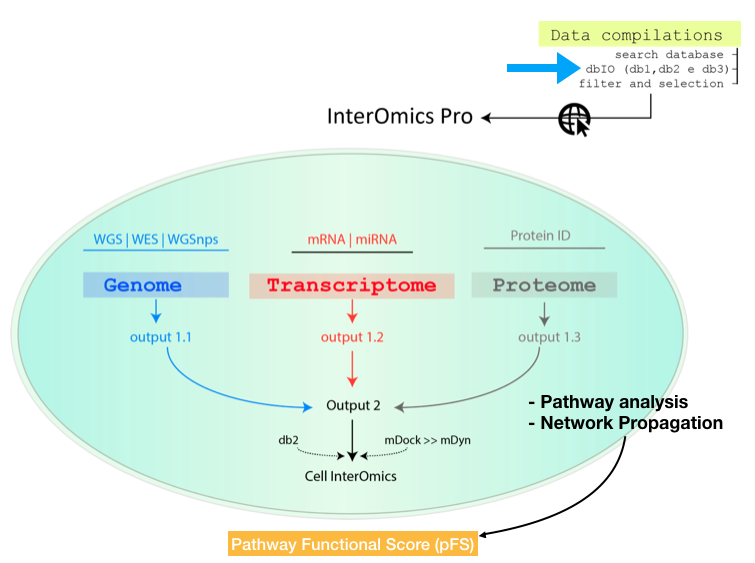 Data compilations
search database
dbIO (db1,db2 e db3)
filter and selection
InterOmics Pro
WGS | WES | WGSnps
mRNA | miRNA
Protein ID
Genome
Transcriptome
Proteome
output 1.1
output 1.2
output 1.3
Output 2
- Pathway analysis
- Network Propagation
db2
mDock >> mDyn
Cell InterOmics
Pathway Functional Score (pFS)